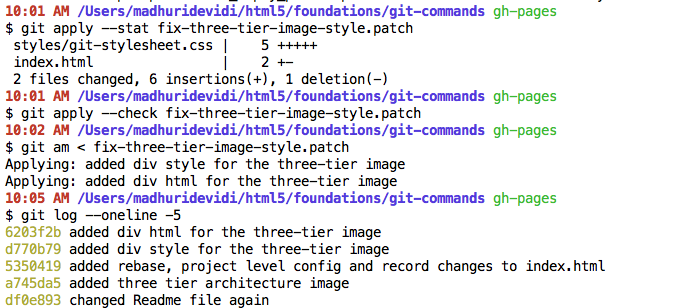 10:01 AM /Users/madhuridevidi/html5/foundations/git-commands gh-pages
$ git apply --stat fix-three-tier-image-style.patch
 styles/git-stylesheet.css |    5 +++++
 index.html                |    2 +-
 2 files changed, 6 insertions(+), 1 deletion(-)
10:01 AM /Users/madhuridevidi/html5/foundations/git-commands gh-pages
$ git apply --check fix-three-tier-image-style.patch
10:02 AM /Users/madhuridevidi/html5/foundations/git-commands gh-pages
$ git am < fix-three-tier-image-style.patch
Applying: added div style for the three-tier image
Applying: added div html for the three-tier image
10:05 AM /Users/madhuridevidi/html5/foundations/git-commands gh-pages
$ git log --oneline -5
6203f2b added div html for the three-tier image
d770b79 added div style for the three-tier image
5350419 added rebase, project level config and record changes to index.html
a745da5 added three tier architecture image
df0e893 changed Readme file again